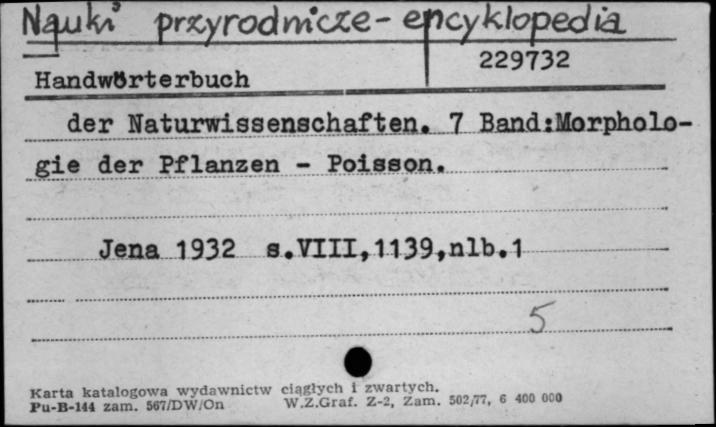 Nauki przyrodnicze - encyklopedia
229732
Handwörterbuch
der Naturwissenschaften. 7 Band:Morpholo-
gie der Pflanzen - Poisson.
Jena 1932 s.VIII,1139,nlb.1
5
Karta katalogowa wydawnictw ciągłych i zwartych.
Pu-B-144 zam. 567/DW/On W.Z.Graf. Z-2, Zam. 502/77, 6 400 000